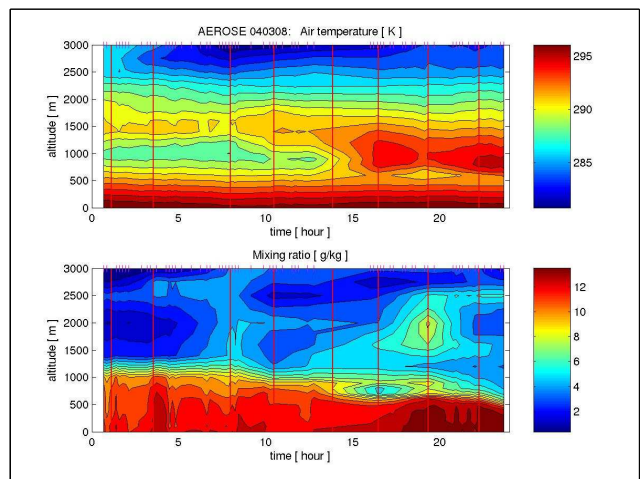 AEROSE 040308:   Air temperature [ K ]
3000
2500
2000
1500
1000
500
0
altitude [ m ]
0 5 10 15 20
time [ hour ]
295
290
285
Mixing ratio [ g/kg ]
3000
2500
2000
1500
1000
500
0
altitude [ m ]
0 5 10 15 20
time [ hour ]
12
10
8
6
4
2